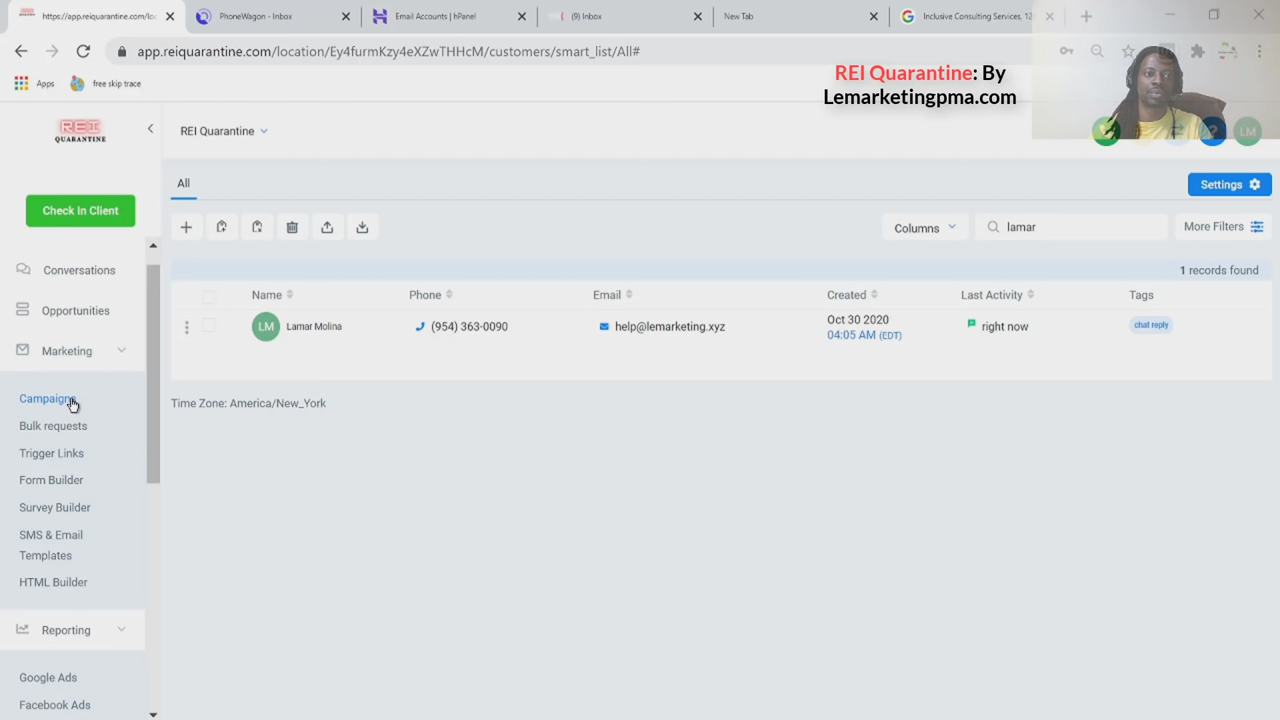 https://app.reiquarantine.com/loc
PhoneWagon - Inbox
Email Accounts | hPanel
(9) Inbox
New Tab
Inclusive Consulting Services, 12
app.reiquarantine.com/location/Ey4furmKzy4eXZwTHHcM/customers/smart_list/All#
Apps
free skip trace
REI Quarantine: By
Lemarketingpma.com
REI
QUARANTINE
REI Quarantine
LM
Check In Client
All
Settings
Columns
lamar
More Filters
1 records found
Conversations
Opportunities
Marketing
Campaigns
Bulk requests
Trigger Links
Form Builder
Survey Builder
SMS & Email
Templates
HTML Builder
Reporting
Google Ads
Facebook Ads
Name
Phone
Email
Created
Last Activity
Tags
LM
Lamar Molina
(954) 363-0090
help@lemarketing.xyz
Oct 30 2020
04:05 AM (EDT)
right now
chat reply
Time Zone: America/New_York